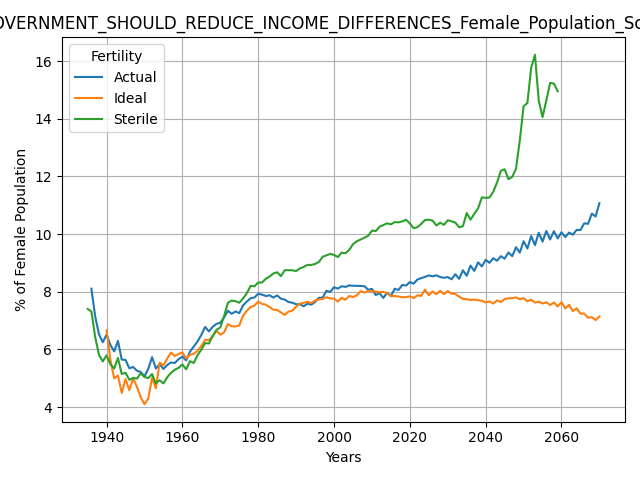 OVERNMENT_SHOULD_REDUCE_INCOME_DIFFERENCES_Female_Population_Sc
Fertility
Actual
Ideal
Sterile
% of Female Population
16
14
12
10
8
6
4
1940 1960 1980 2000 2020 2040 2060
Years